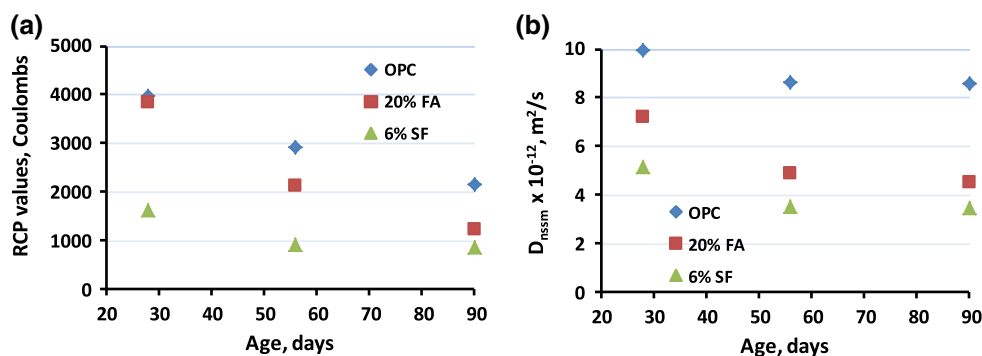 (a)
RCP values, Coulombs
5000
4000
3000
2000
1000
0
20 30 40 50 60 70 80 90
Age, days
OPC
20% FA
6% SF
(b)
Dnssm x 10-12, m2/s
10
8
6
4
2
0
20 30 40 50 60 70 80 90
Age, days
OPC
20% FA
6% SF